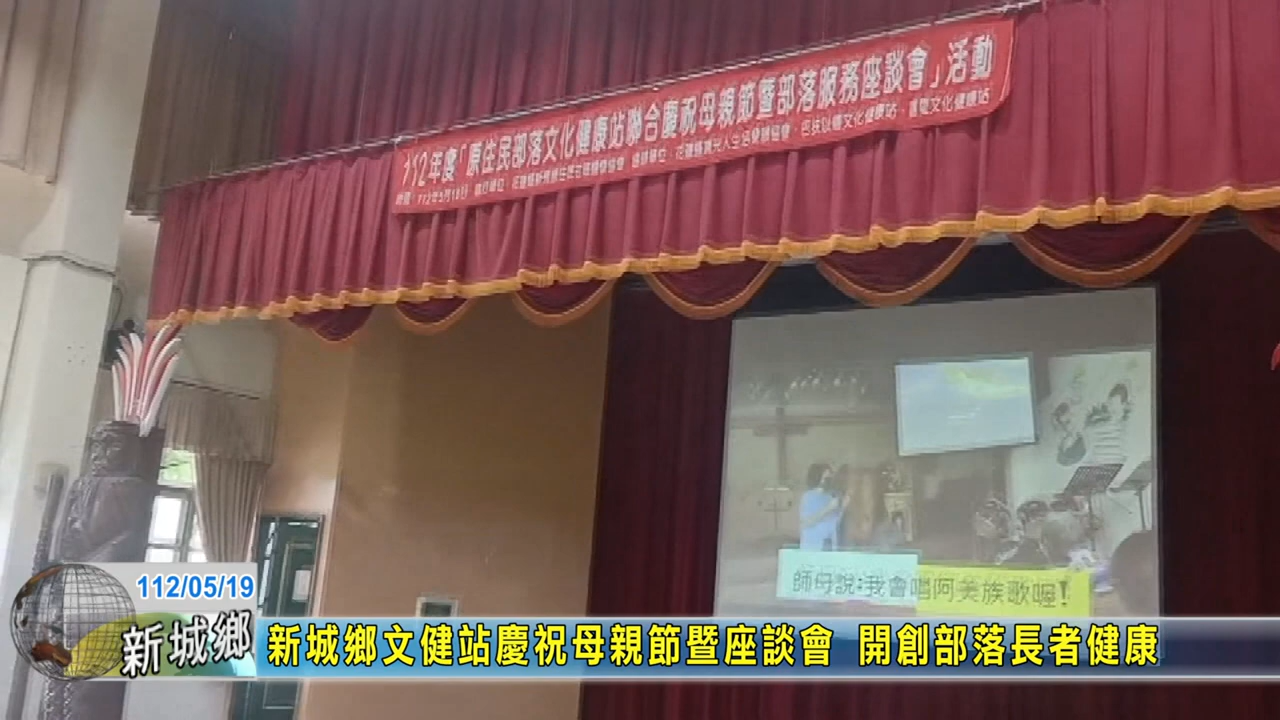 112年度「原住民部落文化健康站聯合慶祝母親節暨部落服務座談會」活動
師母說:我會唱阿美族歌喔!
112/05/19
新城鄉
新城鄉文健站慶祝母親節暨座談會 開創部落長者健康